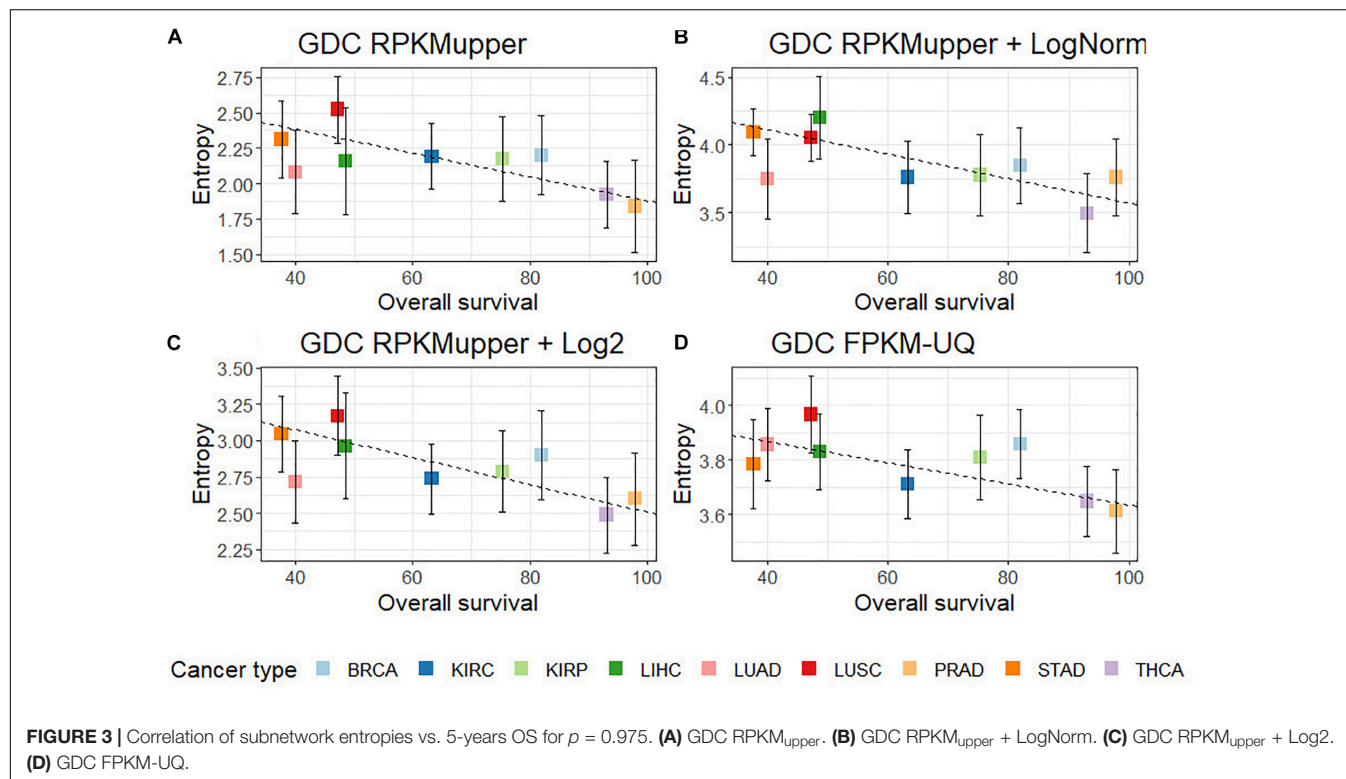 A
GDC RPKMupper
2.75
2.50
2.25
2.00
1.75
1.50
Entropy
40 60 80 100
Overall survival
B
GDC RPKMupper + LogNorm
4.5
4.0
3.5
Entropy
40 60 80 100
Overall survival
C
GDC RPKMupper + Log2
3.50
3.25
3.00
2.75
2.50
2.25
Entropy
40 60 80 100
Overall survival
D
GDC FPKM-UQ
4.0
3.8
3.6
Entropy
40 60 80 100
Overall survival
Cancer type BRCA KIRC KIRP LIHC LUAD LUSC PRAD STAD THCA
FIGURE 3 | Correlation of subnetwork entropies vs. 5-years OS for p = 0.975. (A) GDC RPKMupper. (B) GDC RPKMupper + LogNorm. (C) GDC RPKMupper + Log2.
(D) GDC FPKM-UQ.